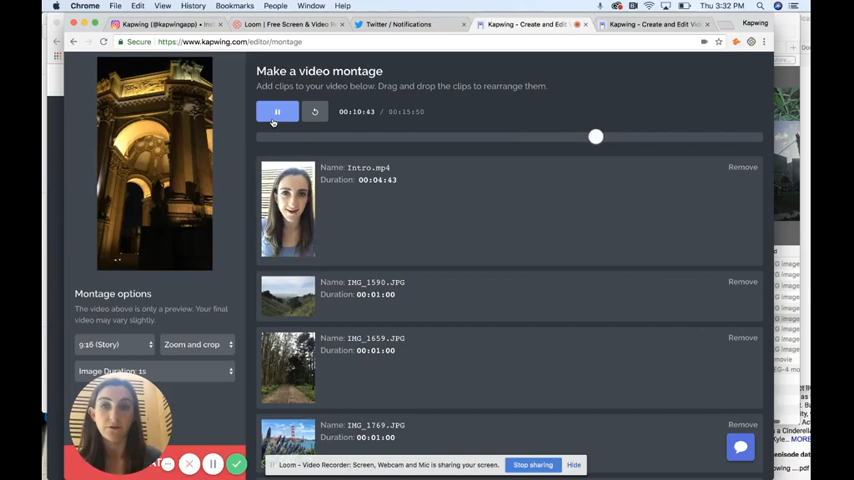 Chrome File Edit View History Bookmarks People Window Help
Thu 3:32 PM
Kapwing (@kapwingapp) • In
Loom | Free Screen & Video R
Twitter / Notifications
Kapwing - Create and Edit V
Kapwing - Create and Edit Vi
Kapwing
Secure https://www.kapwing.com/editor/montage
Make a video montage
Add clips to your video below. Drag and drop the clips to rearrange them.
00:10:43 / 00:15:50
Name: Intro.mp4
Remove
Duration: 00:04:43
Name: IMG_1590.JPG
Remove
Duration: 00:01:00
Montage options
The video above is only a preview. Your final
video may vary slightly.
9:16 (Story)
Zoom and crop
Image Duration: 1s
Name: IMG_1659.JPG
Remove
Duration: 00:01:00
Name: IMG_1769.JPG
Remove
Duration: 00:01:00
Loom – Video Recorder: Screen, Webcam and Mic is sharing your screen.
Stop sharing
Hide